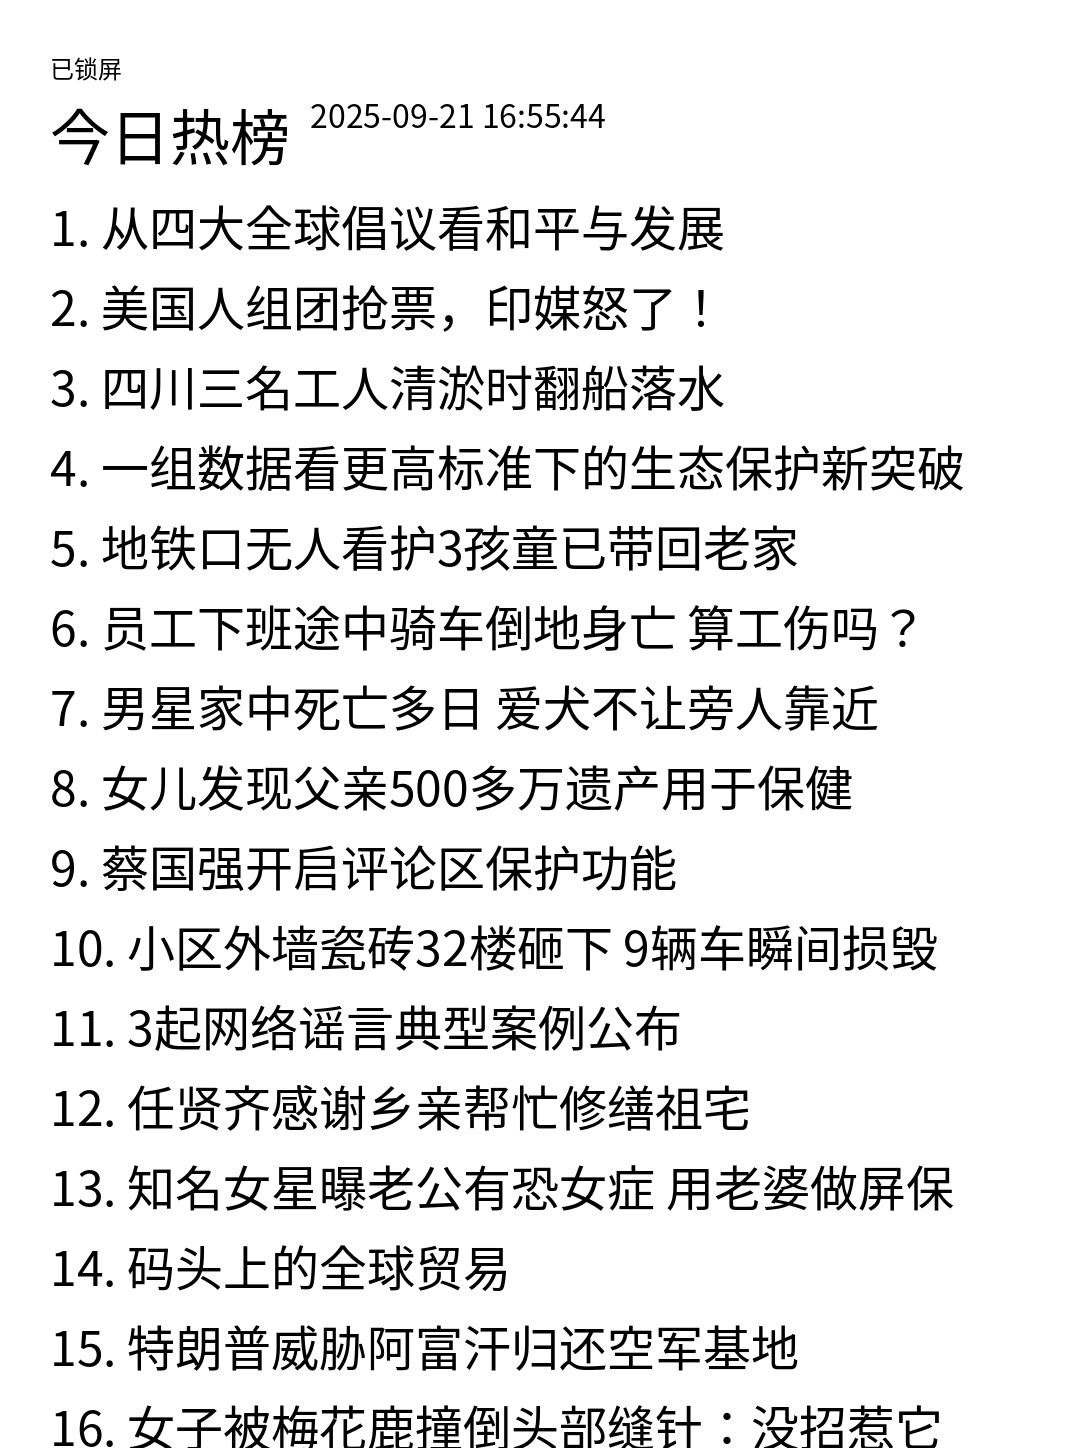 已锁屏
今日热榜 2025-09-21 16:55:44
1. 从四大全球倡议看和平与发展
2. 美国人组团抢票，印媒怒了！
3. 四川三名工人清淤时翻船落水
4. 一组数据看更高标准下的生态保护新突破
5. 地铁口无人看护3孩童已带回老家
6. 员工下班途中骑车倒地身亡 算工伤吗？
7. 男星家中死亡多日 爱犬不让旁人靠近
8. 女儿发现父亲500多万遗产用于保健
9. 蔡国强开启评论区保护功能
10. 小区外墙瓷砖32楼砸下 9辆车瞬间损毁
11. 3起网络谣言典型案例公布
12. 任贤齐感谢乡亲帮忙修缮祖宅
13. 知名女星曝老公有恐女症 用老婆做屏保
14. 码头上的全球贸易
15. 特朗普威胁阿富汗归还空军基地
16. 女子被梅花鹿撞倒头部缝针：没招惹它